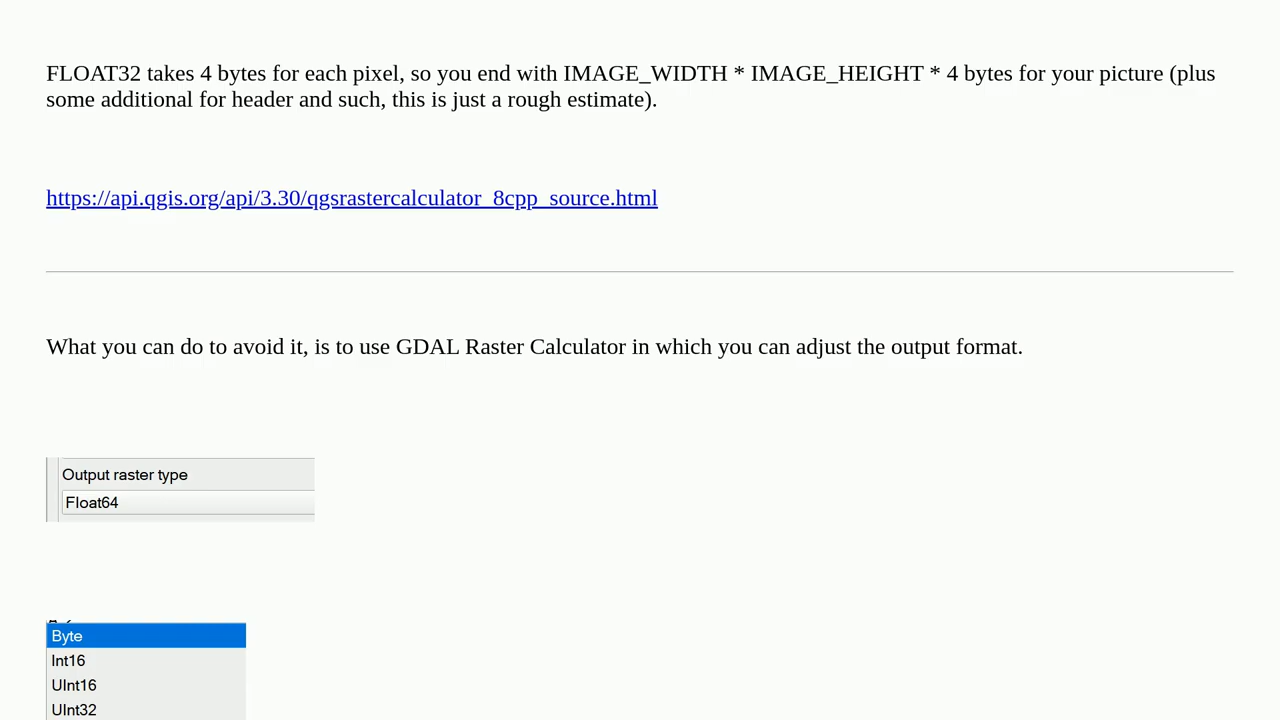 FLOAT32 takes 4 bytes for each pixel, so you end with IMAGE_WIDTH * IMAGE_HEIGHT * 4 bytes for your picture (plus
some additional for header and such, this is just a rough estimate).
https://api.qgis.org/api/3.30/qgsrastercalculator_8cpp_source.html
What you can do to avoid it, is to use GDAL Raster Calculator in which you can adjust the output format.
Output raster type
Float64
Byte
Int16
UInt16
UInt32